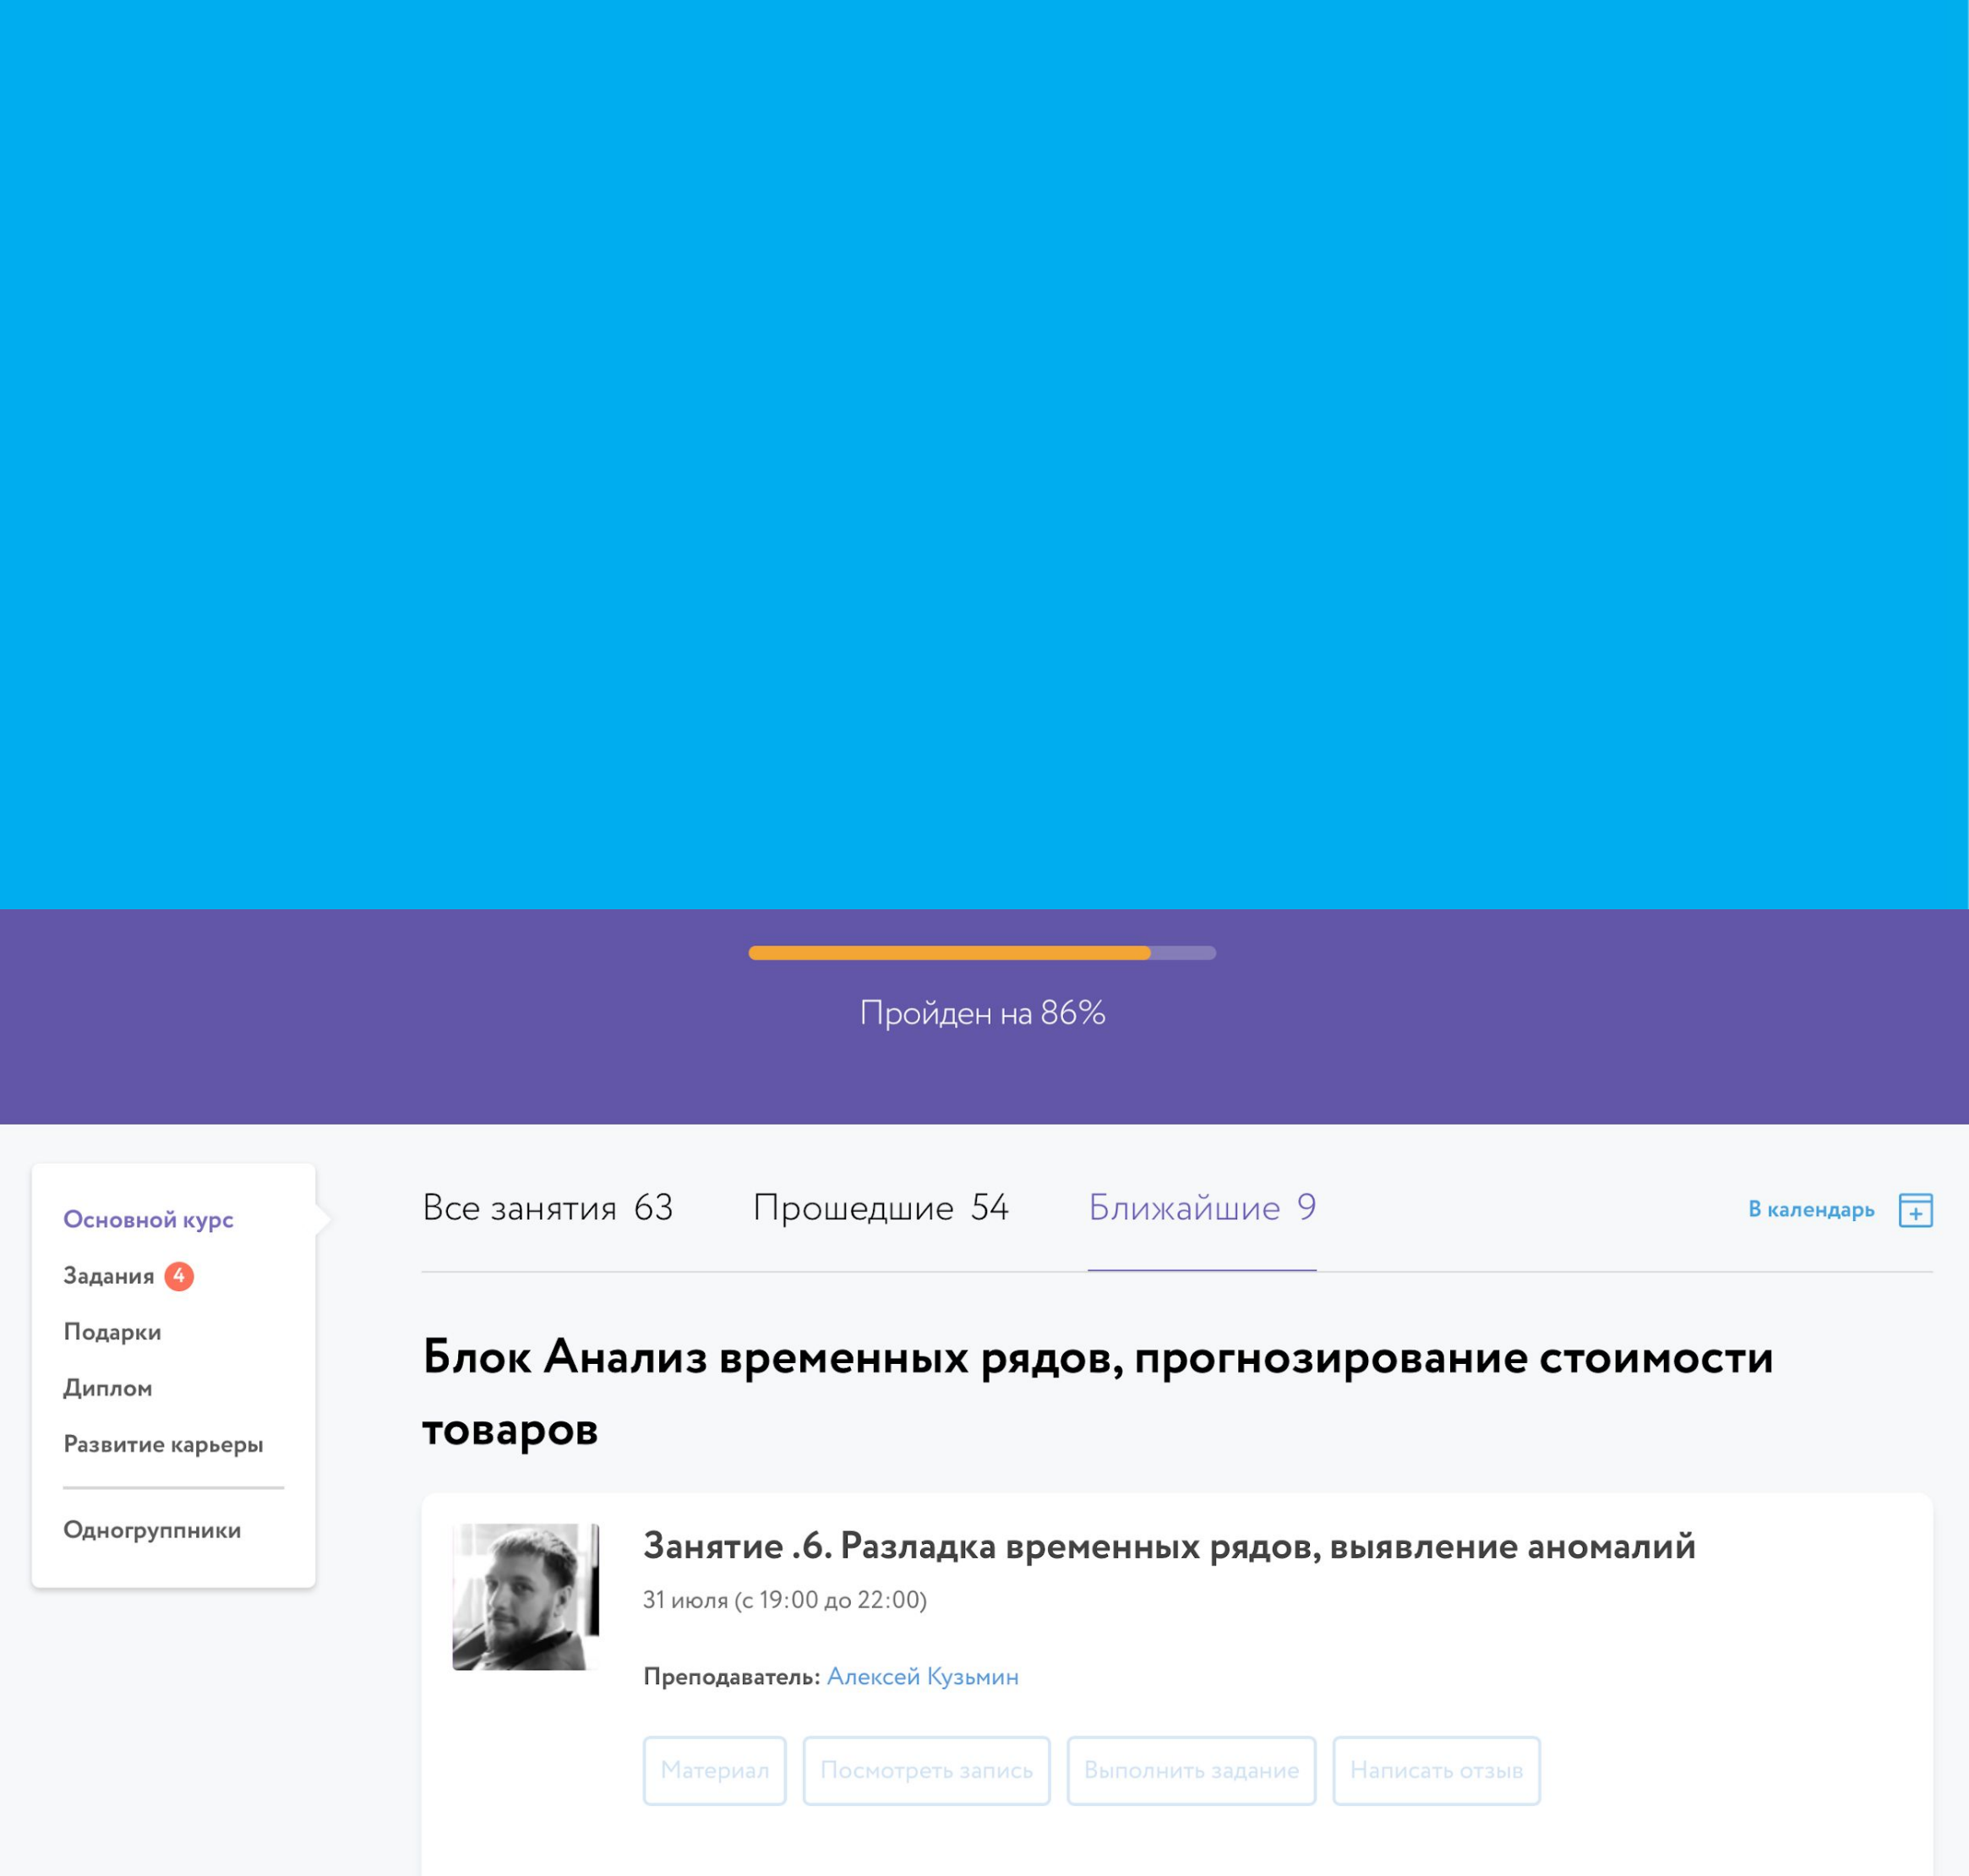 Пройден на 86%
Основной курс
Задания 4
Подарки
Диплом
Развитие карьеры
Одногруппники
Все занятия 63
Прошедшие 54
Ближайшие 9
В календарь
Блок Анализ временных рядов, прогнозирование стоимости
товаров
Занятие .6. Разладка временных рядов, выявление аномалий
31 июля (с 19:00 до 22:00)
Преподаватель: Алексей Кузьмин
Материал
Посмотреть запись
Выполнить задание
Написать отзыв